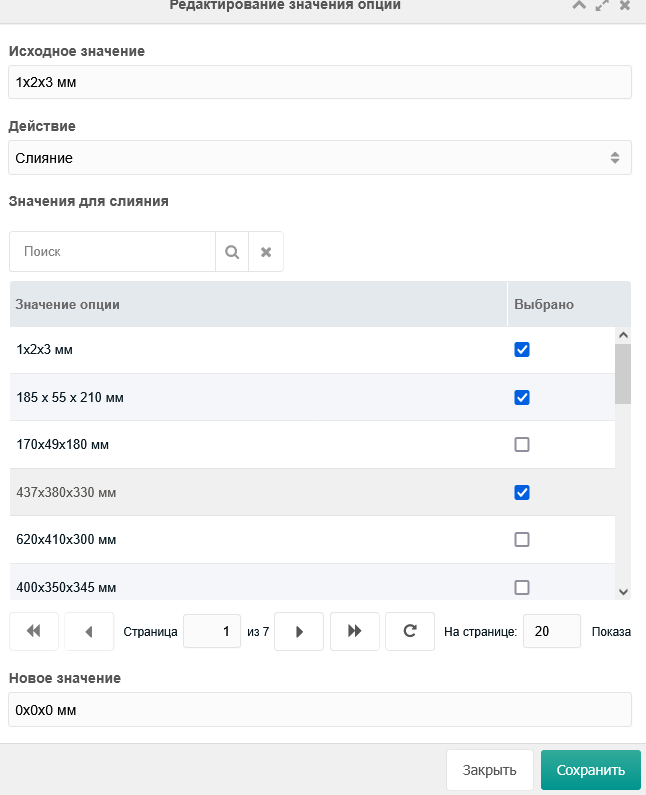 Редактирование значения опции
Исходное значение
1x2x3 мм
Действие
Слияние
Значения для слияния
Поиск
Значение опции Выбрано
1x2x3 мм
185 x 55 x 210 мм
170x49x180 мм
437x380x330 мм
620x410x300 мм
400x350x345 мм
Страница 1 из 7 На странице: 20 Показа
Новое значение
0x0x0 мм
Закрыть Сохранить